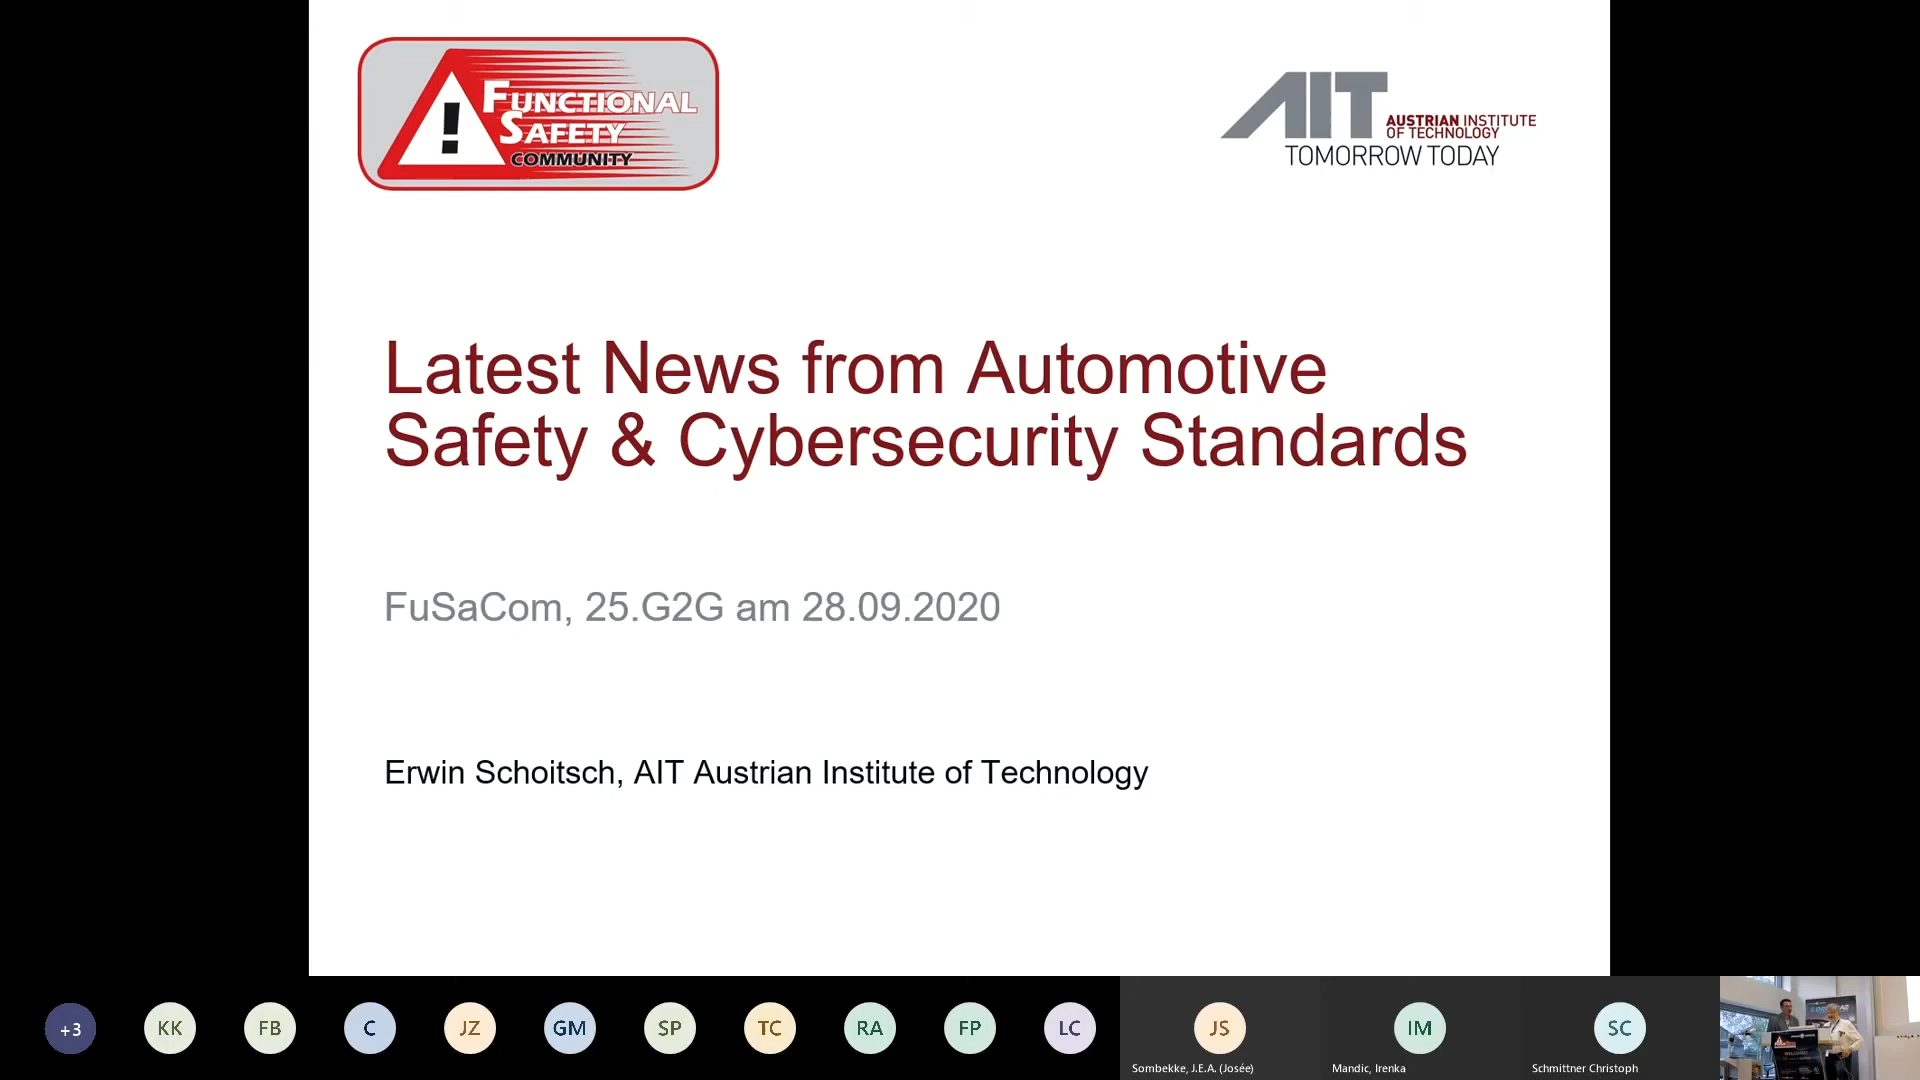 !
FUNCTIONAL
SAFETY
COMMUNITY
AIT
AUSTRIAN INSTITUTE
OF TECHNOLOGY
TOMORROW TODAY
Latest News from Automotive
Safety & Cybersecurity Standards
FuSaCom, 25.G2G am 28.09.2020
Erwin Schoitsch, AIT Austrian Institute of Technology
+3
KK
FB
C
JZ
GM
SP
TC
RA
FP
LC
JS
Sombekke, J.E.A. (Josée)
IM
Mandic, Irenka
SC
Schmittner Christoph